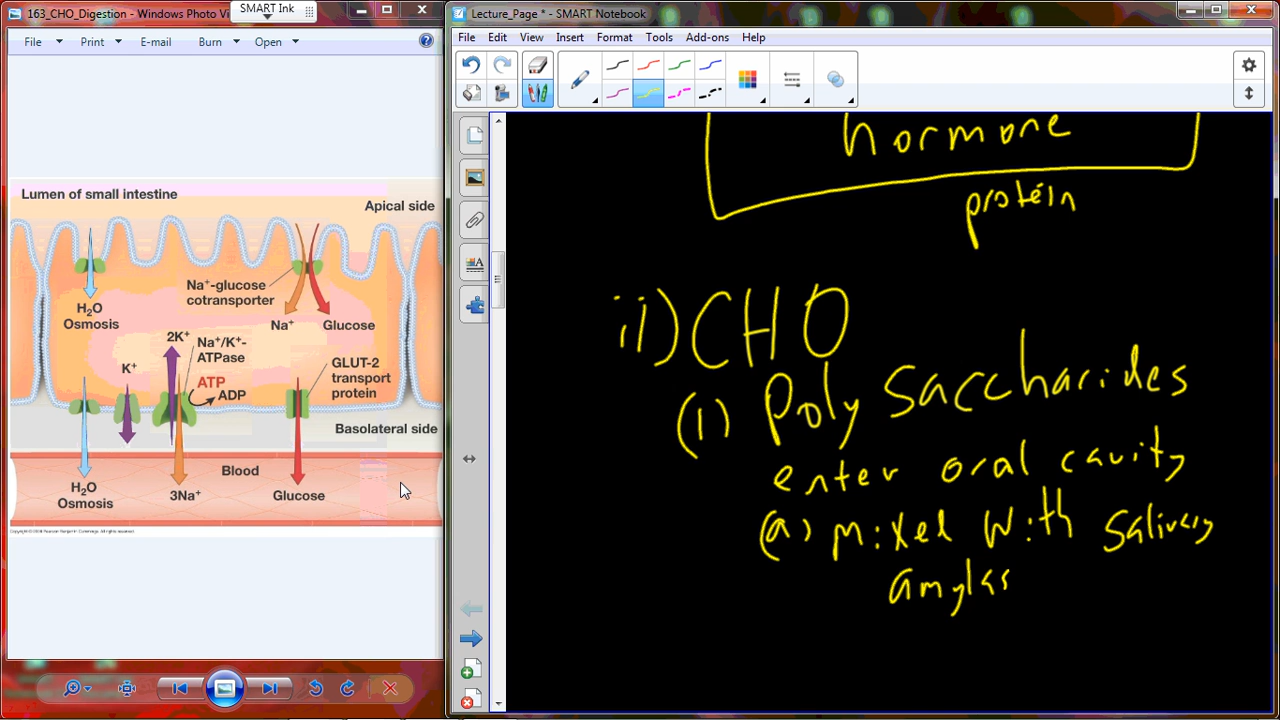 163_CHO_Digestion - Windows Photo Vi
SMART Ink
File Print E-mail Burn Open
Lumen of small intestine
Apical side
Na⁺-glucose
cotransporter
H₂O
Osmosis
Na⁺
Glucose
2K⁺
Na⁺/K⁺-
ATPase
K⁺
ATP
ADP
GLUT-2
transport
protein
Basolateral side
Blood
H₂O
Osmosis
3Na⁺
Glucose
Lecture_Page * - SMART Notebook
File Edit View Insert Format Tools Add-ons Help
hormone
protein
ii) CHO
(1) Poly Saccharides
enter oral cavity
(a) Mixed with Salivary
amylas